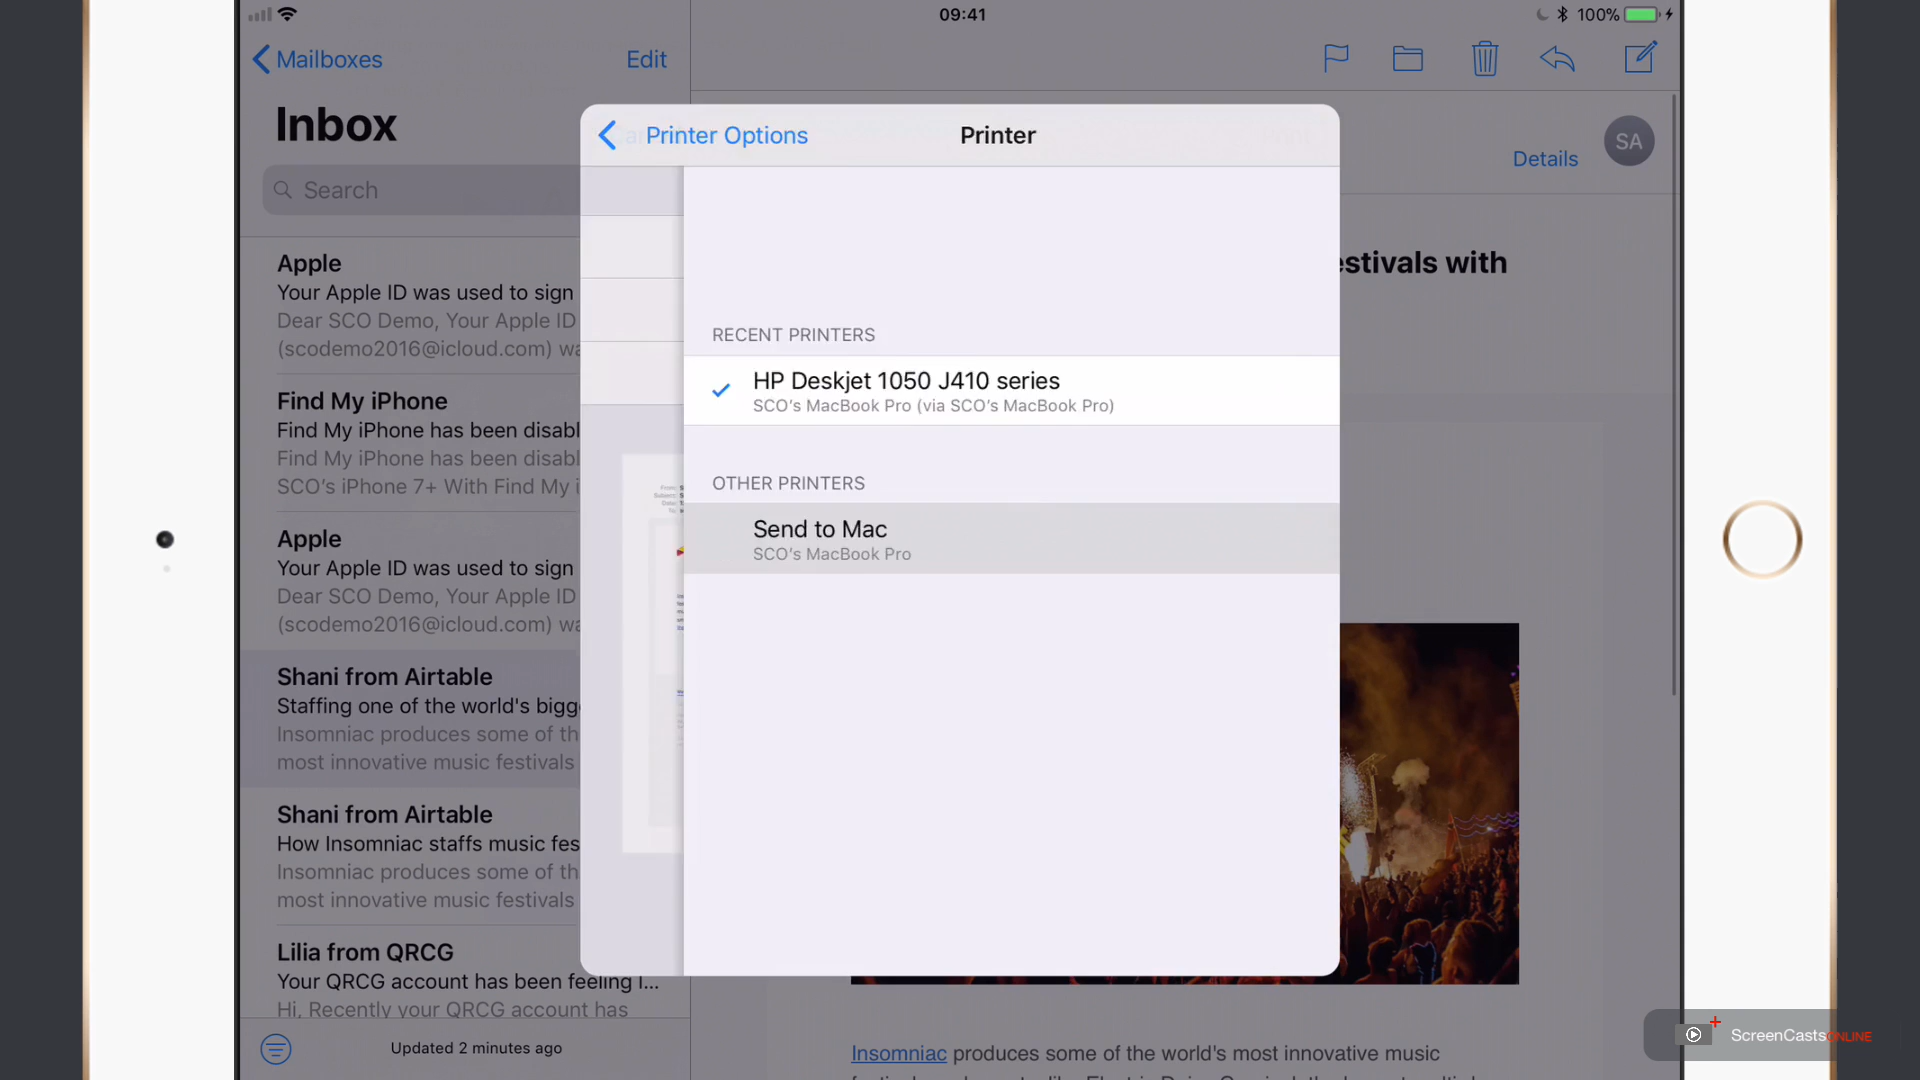 09:41
100%
Mailboxes
Edit
Inbox
Search
Printer Options
Printer
Details
SA
estivals with
Apple
Your Apple ID was used to sign
Dear SCO Demo, Your Apple ID
(scodemo2016@icloud.com) wa
Find My iPhone
Find My iPhone has been disabl
Find My iPhone has been disabl
SCO's iPhone 7+ With Find My i
Apple
Your Apple ID was used to sign
Dear SCO Demo, Your Apple ID
(scodemo2016@icloud.com) wa
Shani from Airtable
Staffing one of the world's bigg
Insomniac produces some of th
most innovative music festivals
Shani from Airtable
How Insomniac staffs music fes
Insomniac produces some of th
most innovative music festivals
Lilia from QRCG
Your QRCG account has been feeling l...
Hi, Recently your QRCG account has
Updated 2 minutes ago
RECENT PRINTERS
HP Deskjet 1050 J410 series
SCO's MacBook Pro (via SCO's MacBook Pro)
OTHER PRINTERS
Send to Mac
SCO's MacBook Pro
Insomniac produces some of the world's most innovative music
ScreenCastsONLINE